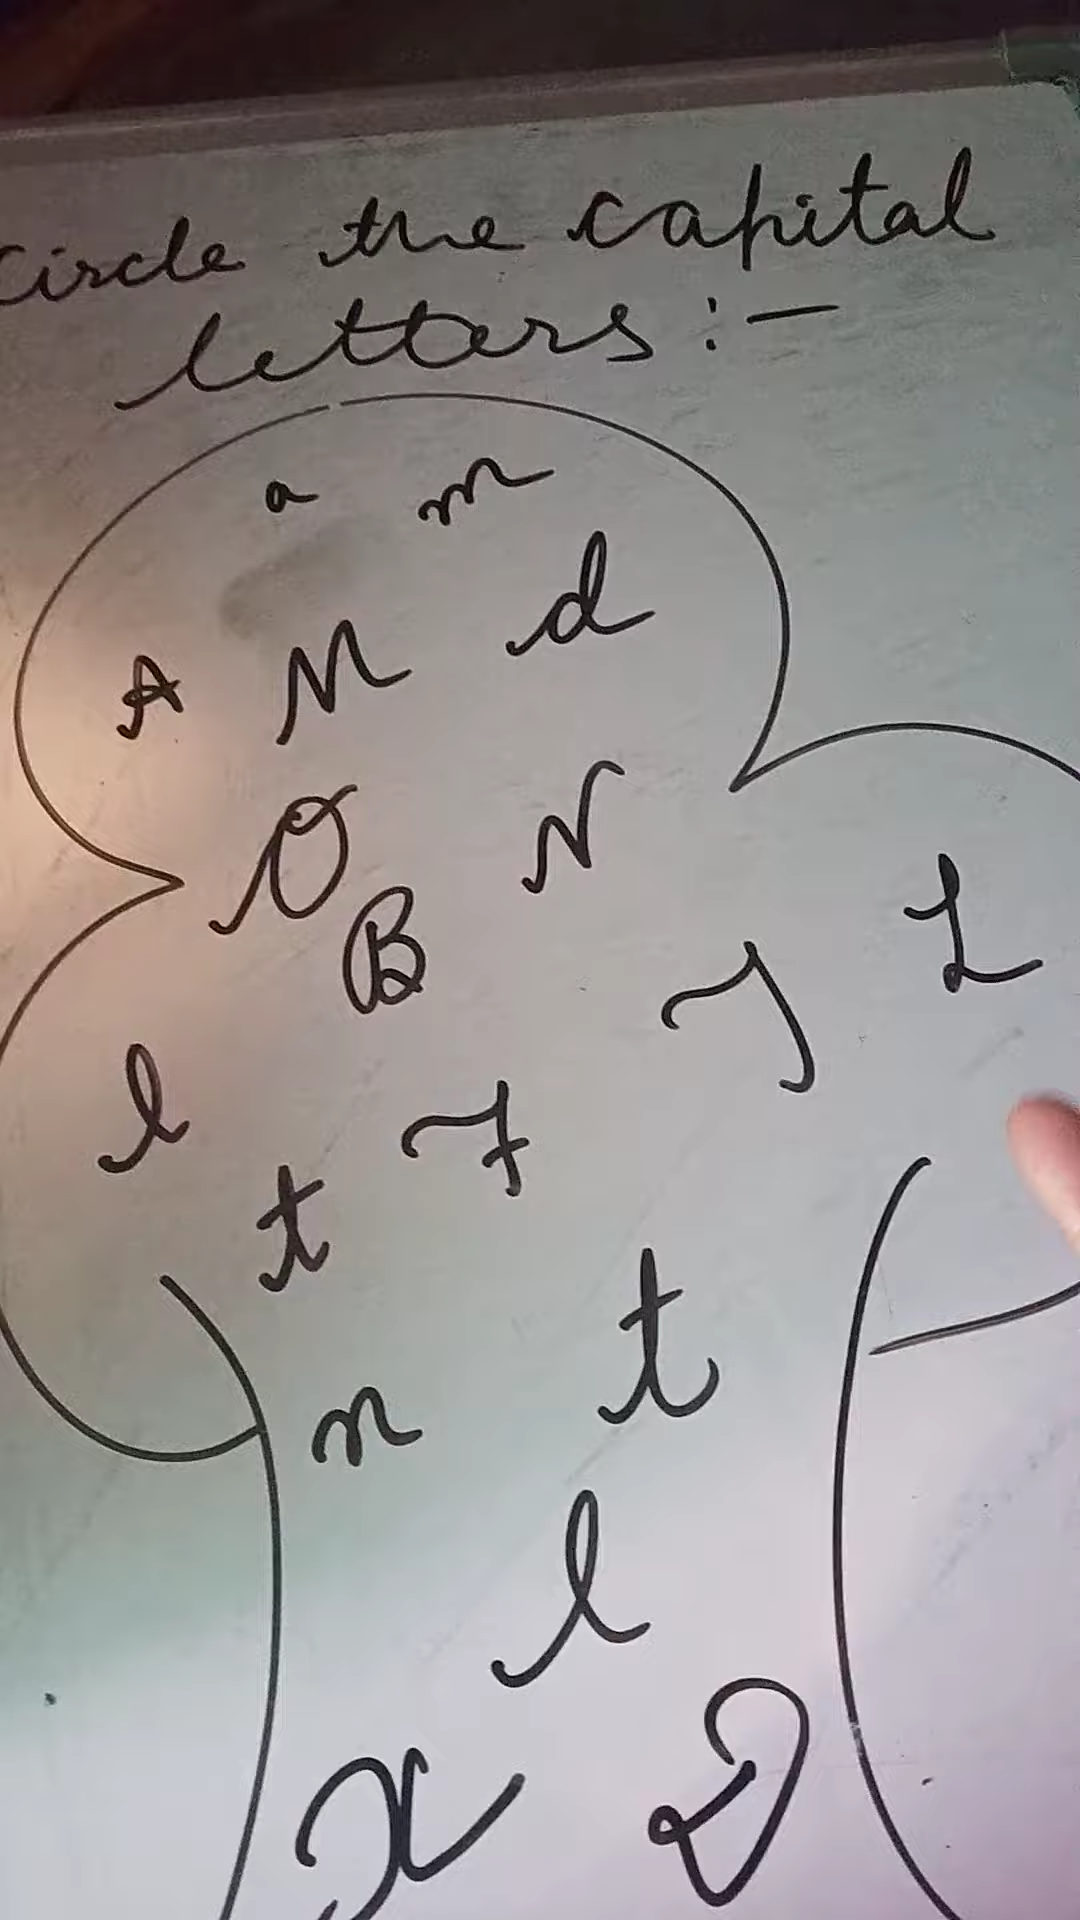 Circle the capital
letters :-
a m
A M d
O N
B L
l F J
t
n t
l
X D